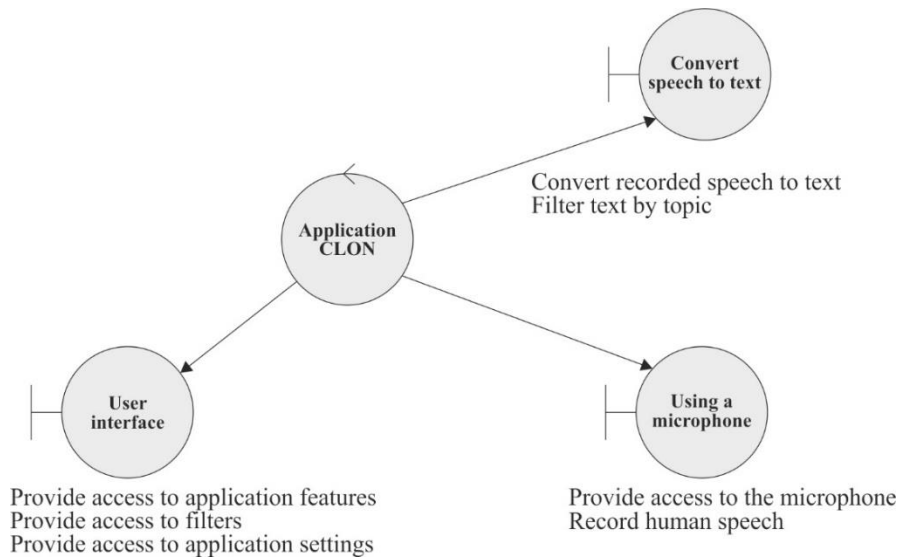 Convert
speech to text
Convert recorded speech to text
Filter text by topic
Application
CLON
User
interface
Provide access to application features
Provide access to filters
Provide access to application settings
Using a
microphone
Provide access to the microphone
Record human speech